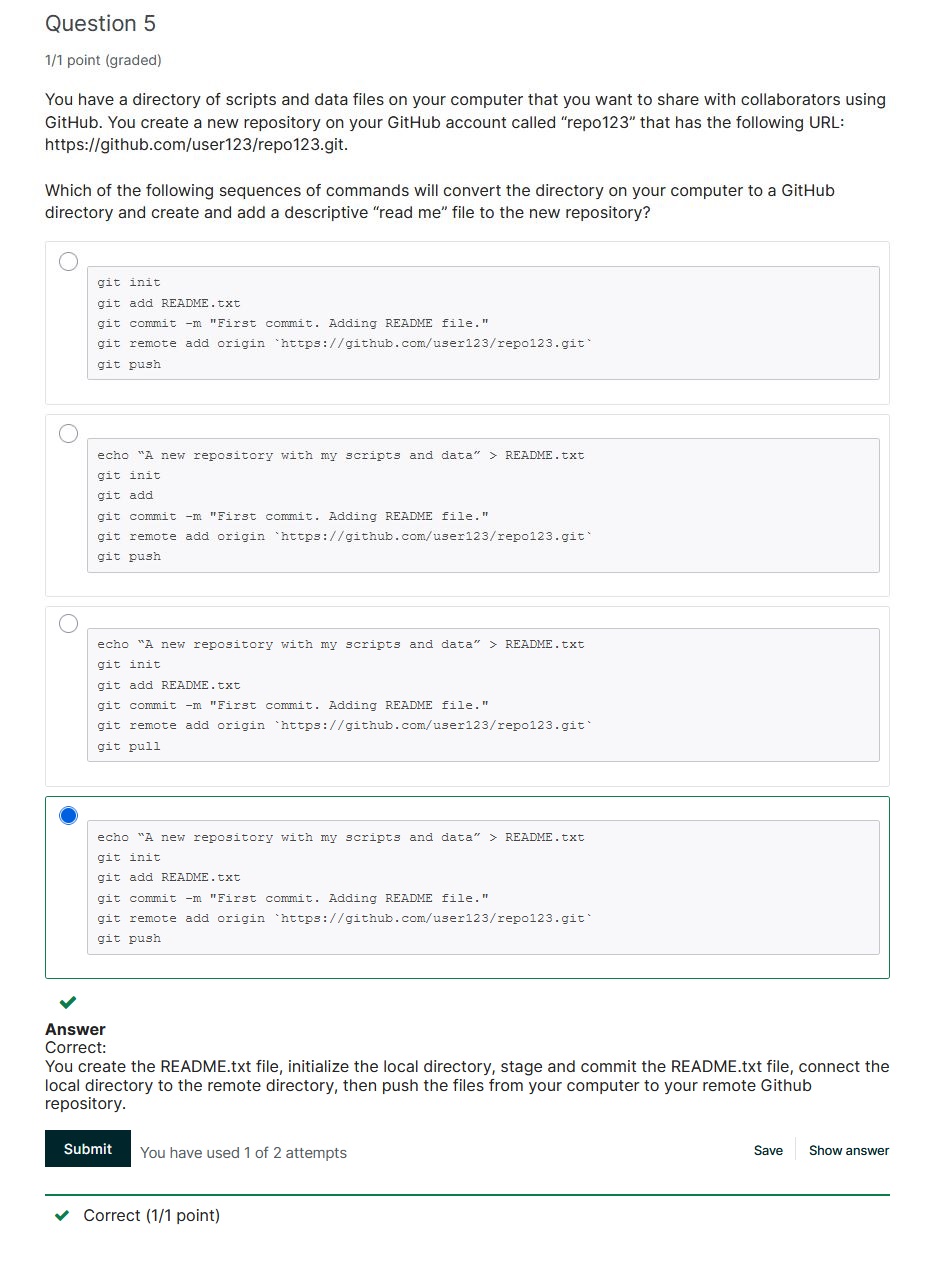 Question 5
1/1 point (graded)
You have a directory of scripts and data files on your computer that you want to share with collaborators using
GitHub. You create a new repository on your GitHub account called “repo123” that has the following URL:
https://github.com/user123/repo123.git.
Which of the following sequences of commands will convert the directory on your computer to a GitHub
directory and create and add a descriptive “read me” file to the new repository?
git init
git add README.txt
git commit -m "First commit. Adding README file."
git remote add origin `https://github.com/user123/repo123.git`
git push
echo “A new repository with my scripts and data” > README.txt
git init
git add
git commit -m "First commit. Adding README file."
git remote add origin `https://github.com/user123/repo123.git`
git push
echo “A new repository with my scripts and data” > README.txt
git init
git add README.txt
git commit -m "First commit. Adding README file."
git remote add origin `https://github.com/user123/repo123.git`
git pull
echo “A new repository with my scripts and data” > README.txt
git init
git add README.txt
git commit -m "First commit. Adding README file."
git remote add origin `https://github.com/user123/repo123.git`
git push
Answer
Correct:
You create the README.txt file, initialize the local directory, stage and commit the README.txt file, connect the
local directory to the remote directory, then push the files from your computer to your remote Github
repository.
Submit You have used 1 of 2 attempts Save Show answer
Correct (1/1 point)